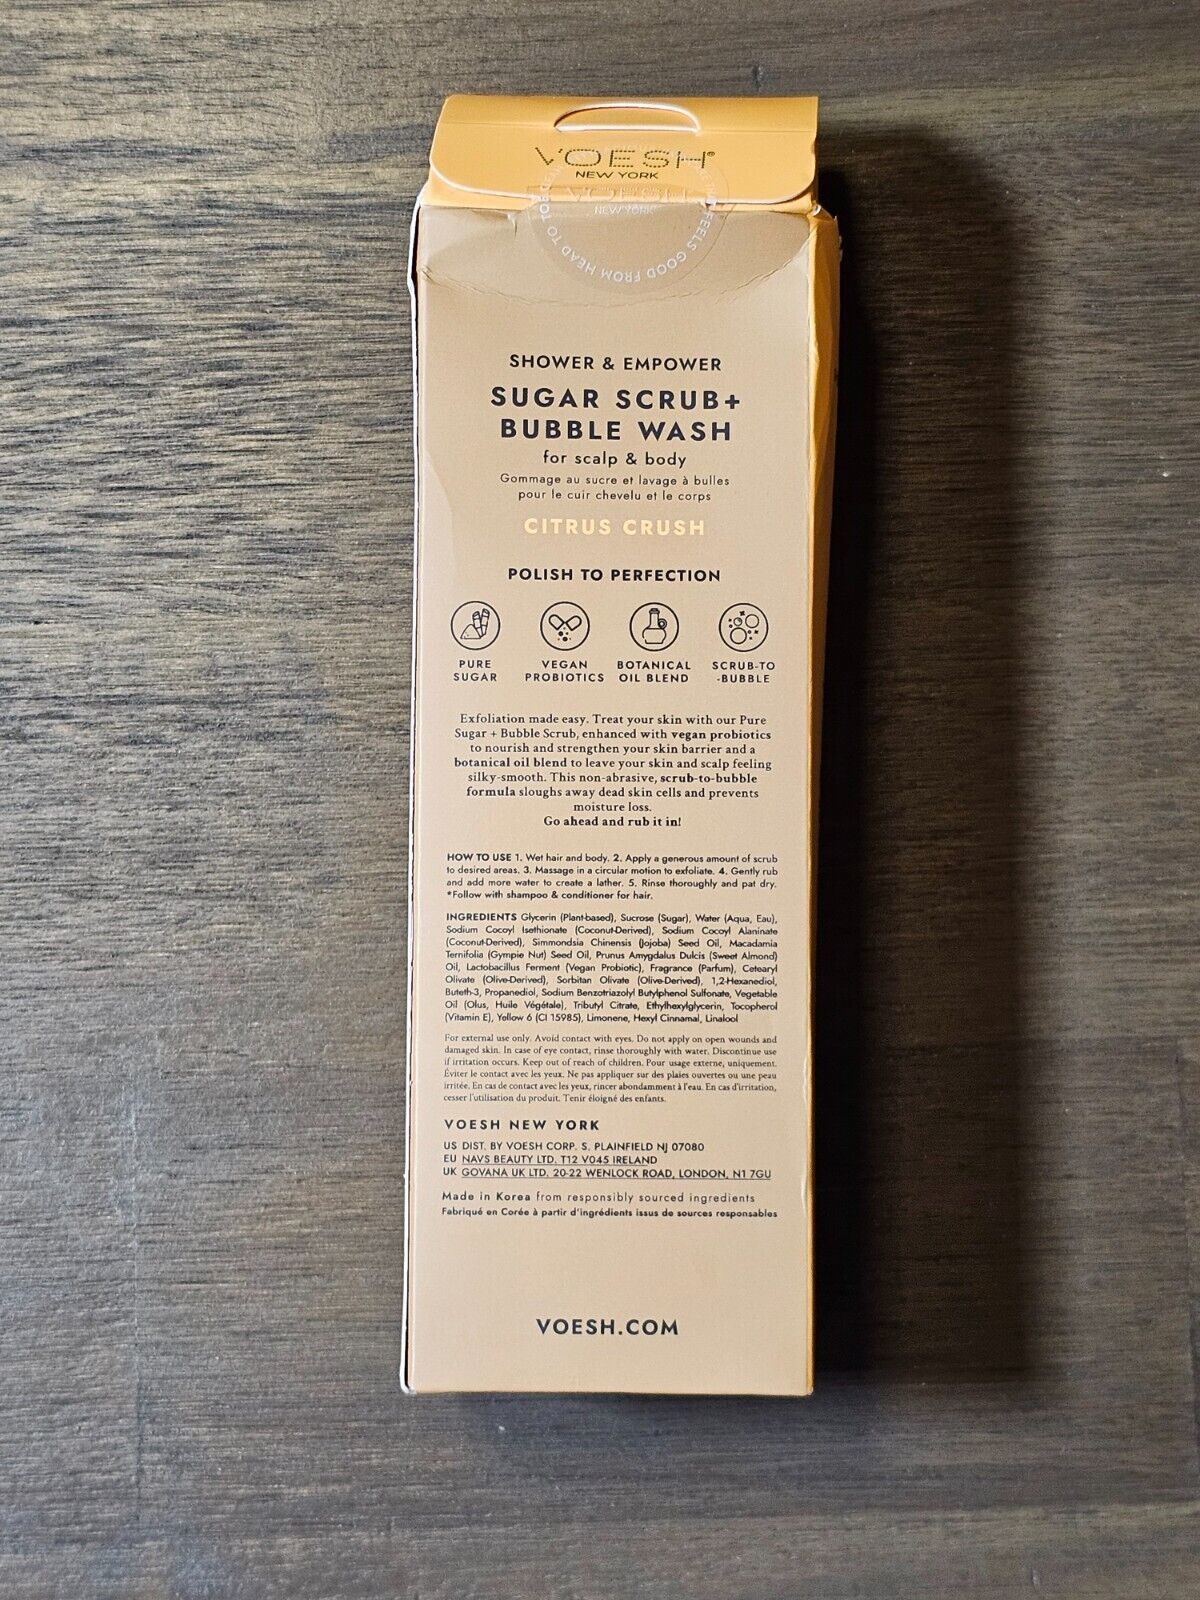 VOESH®
NEW YORK
VOESH
NEW YORK
FEELS GOOD FROM HEAD TO TOE
SHOWER & EMPOWER
SUGAR SCRUB+
BUBBLE WASH
for scalp & body
Gommage au sucre et lavage à bulles
pour le cuir chevelu et le corps
CITRUS CRUSH
POLISH TO PERFECTION
PURE
SUGAR
VEGAN
PROBIOTICS
BOTANICAL
OIL BLEND
SCRUB-TO
-BUBBLE
Exfoliation made easy. Treat your skin with our Pure
Sugar + Bubble Scrub, enhanced with vegan probiotics
to nourish and strengthen your skin barrier and a
botanical oil blend to leave your skin and scalp feeling
silky-smooth. This non-abrasive, scrub-to-bubble
formula sloughs away dead skin cells and prevents
moisture loss.
Go ahead and rub it in!
HOW TO USE 1. Wet hair and body. 2. Apply a generous amount of scrub
to desired areas. 3. Massage in a circular motion to exfoliate. 4. Gently rub
and add more water to create a lather. 5. Rinse thoroughly and pat dry.
*Follow with shampoo & conditioner for hair.
INGREDIENTS Glycerin (Plant-based), Sucrose (Sugar), Water (Aqua, Eau),
Sodium Cocoyl Isethionate (Coconut-Derived), Sodium Cocoyl Alaninate
(Coconut-Derived), Simmondsia Chinensis (Jojoba) Seed Oil, Macadamia
Ternifolia (Gympie Nut) Seed Oil, Prunus Amygdalus Dulcis (Sweet Almond)
Oil, Lactobacillus Ferment (Vegan Probiotic), Fragrance (Parfum), Cetearyl
Olivate (Olive-Derived), Sorbitan Olivate (Olive-Derived), 1,2-Hexanediol,
Buteth-3, Propanediol, Sodium Benzotriazolyl Butylphenol Sulfonate, Vegetable
Oil (Olus, Huile Végétale), Tributyl Citrate, Ethylhexylglycerin, Tocopherol
(Vitamin E), Yellow 6 (CI 15985), Limonene, Hexyl Cinnamal, Linalool
For external use only. Avoid contact with eyes. Do not apply on open wounds and
damaged skin. In case of eye contact, rinse thoroughly with water. Discontinue use
if irritation occurs. Keep out of reach of children. Pour usage externe, uniquement.
Éviter le contact avec les yeux. Ne pas appliquer sur des plaies ouvertes ou une peau
irritée. En cas de contact avec les yeux, rincer abondamment à l'eau. En cas d'irritation,
cesser l'utilisation du produit. Tenir éloigné des enfants.
VOESH NEW YORK
US DIST. BY VOESH CORP. S. PLAINFIELD NJ 07080
EU NAVS BEAUTY LTD. T12 V045 IRELAND
UK GOVANA UK LTD. 20-22 WENLOCK ROAD, LONDON, N1 7GU
Made in Korea from responsibly sourced ingredients
Fabriqué en Corée à partir d'ingrédients issus de sources responsables
VOESH.COM